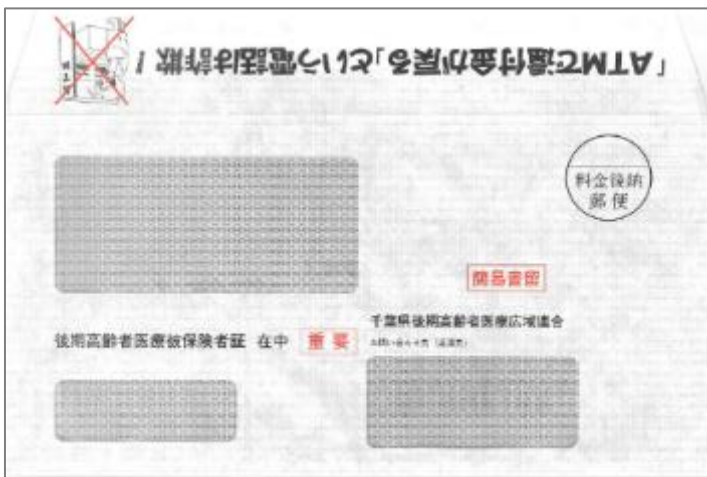 「ATMで還付金が戻る」という電話は詐欺！
料金後納
郵便
簡易書留
千葉県後期高齢者医療広域連合
後期高齢者医療被保険者証 在中
重要